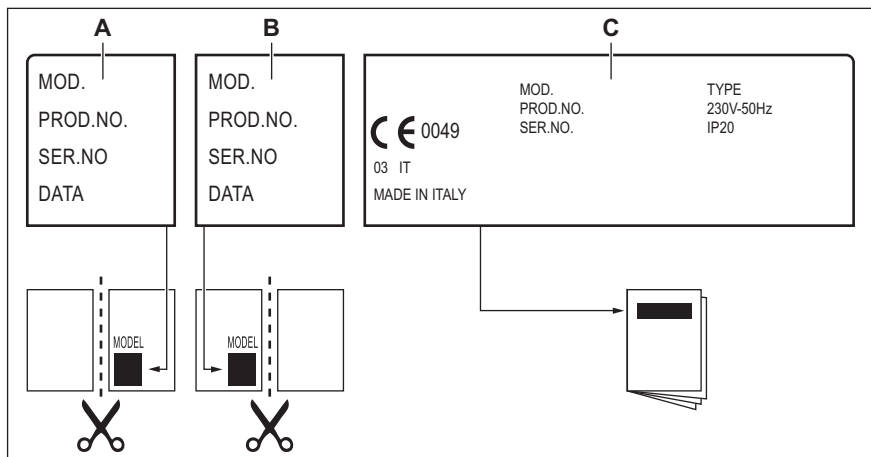 A
B
C
MOD.
PROD.NO.
SER.NO
DATA
MOD.
PROD.NO.
SER.NO
DATA
MOD.
PROD.NO.
SER.NO.
TYPE
230V-50Hz
IP20
CE 0049
03 IT
MADE IN ITALY
MODEL
MODEL